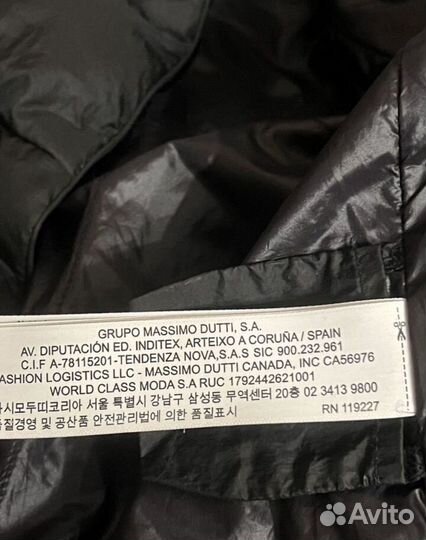 GRUPO MASSIMO DUTTI, S.A.
AV. DIPUTACIÓN ED. INDITEX, ARTEIXO A CORUÑA / SPAIN
C.I.F A-78115201-TENDENZA NOVA,S.A.S SIC 900.232.961
FASHION LOGISTICS LLC - MASSIMO DUTTI CANADA, INC CA56976
WORLD CLASS MODA S.A RUC 1792442621001
마시모두띠코리아 서울 특별시 강남구 삼성동 무역센터 20층 02 3413 9800
품질경영 및 공산품 안전관리법에 의한 품질표시 RN 119227
Avito